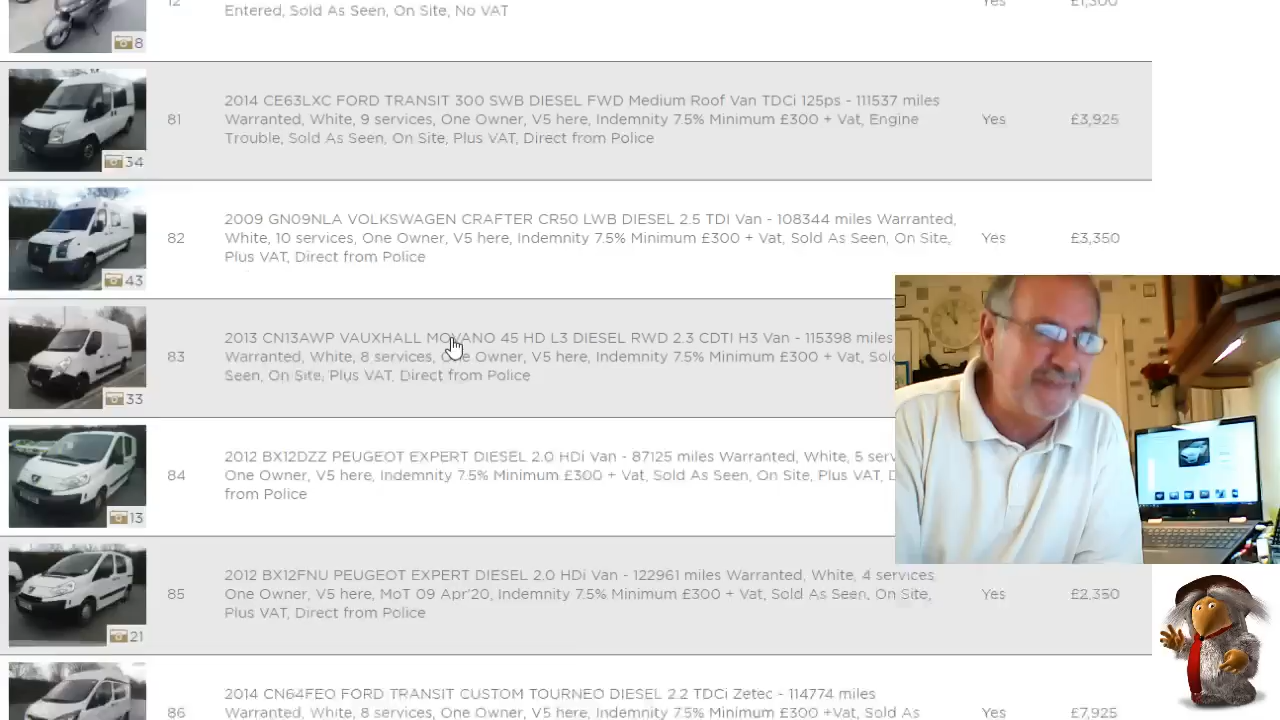 12
Entered, Sold As Seen, On Site, No VAT
Yes
£1,300
8
81
2014 CE63LXC FORD TRANSIT 300 SWB DIESEL FWD Medium Roof Van TDCi 125ps - 111537 miles
Warranted, White, 9 services, One Owner, V5 here, Indemnity 7.5% Minimum £300 + Vat, Engine
Trouble, Sold As Seen, On Site, Plus VAT, Direct from Police
Yes
£3,925
34
82
2009 GN09NLA VOLKSWAGEN CRAFTER CR50 LWB DIESEL 2.5 TDI Van - 108344 miles Warranted,
White, 10 services, One Owner, V5 here, Indemnity 7.5% Minimum £300 + Vat, Sold As Seen, On Site,
Plus VAT, Direct from Police
Yes
£3,350
43
83
2013 CN13AWP VAUXHALL MOVANO 45 HD L3 DIESEL RWD 2.3 CDTI H3 Van - 115398 miles
Warranted, White, 8 services, One Owner, V5 here, Indemnity 7.5% Minimum £300 + Vat, Sold
Seen, On Site, Plus VAT, Direct from Police
33
84
2012 BX12DZZ PEUGEOT EXPERT DIESEL 2.0 HDi Van - 87125 miles Warranted, White, 5 serv
One Owner, V5 here, Indemnity 7.5% Minimum £300 + Vat, Sold As Seen, On Site, Plus VAT, D
from Police
13
85
2012 BX12FNU PEUGEOT EXPERT DIESEL 2.0 HDi Van - 122961 miles Warranted, White, 4 services,
One Owner, V5 here, MoT 09 Apr'20, Indemnity 7.5% Minimum £300 + Vat, Sold As Seen, On Site,
Plus VAT, Direct from Police
Yes
£2,350
21
86
2014 CN64FEO FORD TRANSIT CUSTOM TOURNEO DIESEL 2.2 TDCi Zetec - 114774 miles
Warranted, White, 8 services, One Owner, V5 here, Indemnity 7.5% Minimum £300 +Vat, Sold As
Yes
£7,925